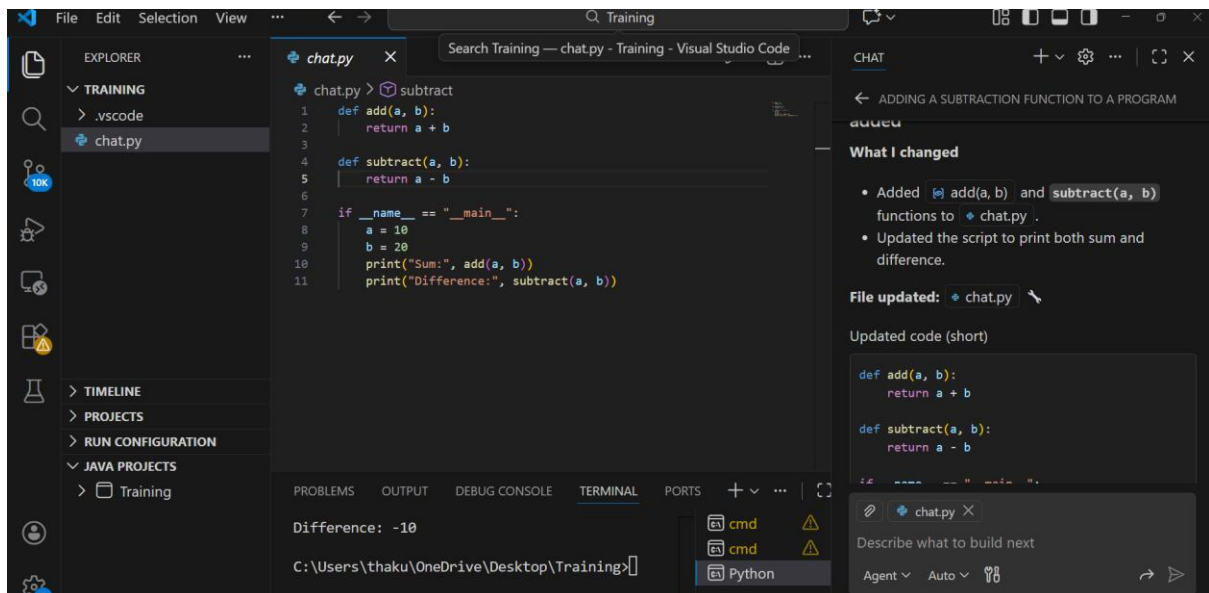 File Edit Selection View ···
Training
Search Training — chat.py - Training - Visual Studio Code
EXPLORER ···
TRAINING
.vscode
chat.py
10K
TIMELINE
PROJECTS
RUN CONFIGURATION
JAVA PROJECTS
Training
chat.py ···
chat.py > subtract
1 def add(a, b):
2     return a + b
3
4 def subtract(a, b):
5     return a - b
6
7 if __name__ == "__main__":
8     a = 10
9     b = 20
10     print("Sum:", add(a, b))
11     print("Difference:", subtract(a, b))
PROBLEMS OUTPUT DEBUG CONSOLE TERMINAL PORTS ···
Difference: -10
C:\Users\thaku\OneDrive\Desktop\Training>
cmd
cmd
Python
CHAT ···
ADDING A SUBTRACTION FUNCTION TO A PROGRAM
added
What I changed
• Added add(a, b) and subtract(a, b)
functions to chat.py .
• Updated the script to print both sum and
difference.
File updated: chat.py
Updated code (short)
def add(a, b):
    return a + b
def subtract(a, b):
    return a - b
if __name__ == "__main__":
chat.py
Describe what to build next
Agent Auto